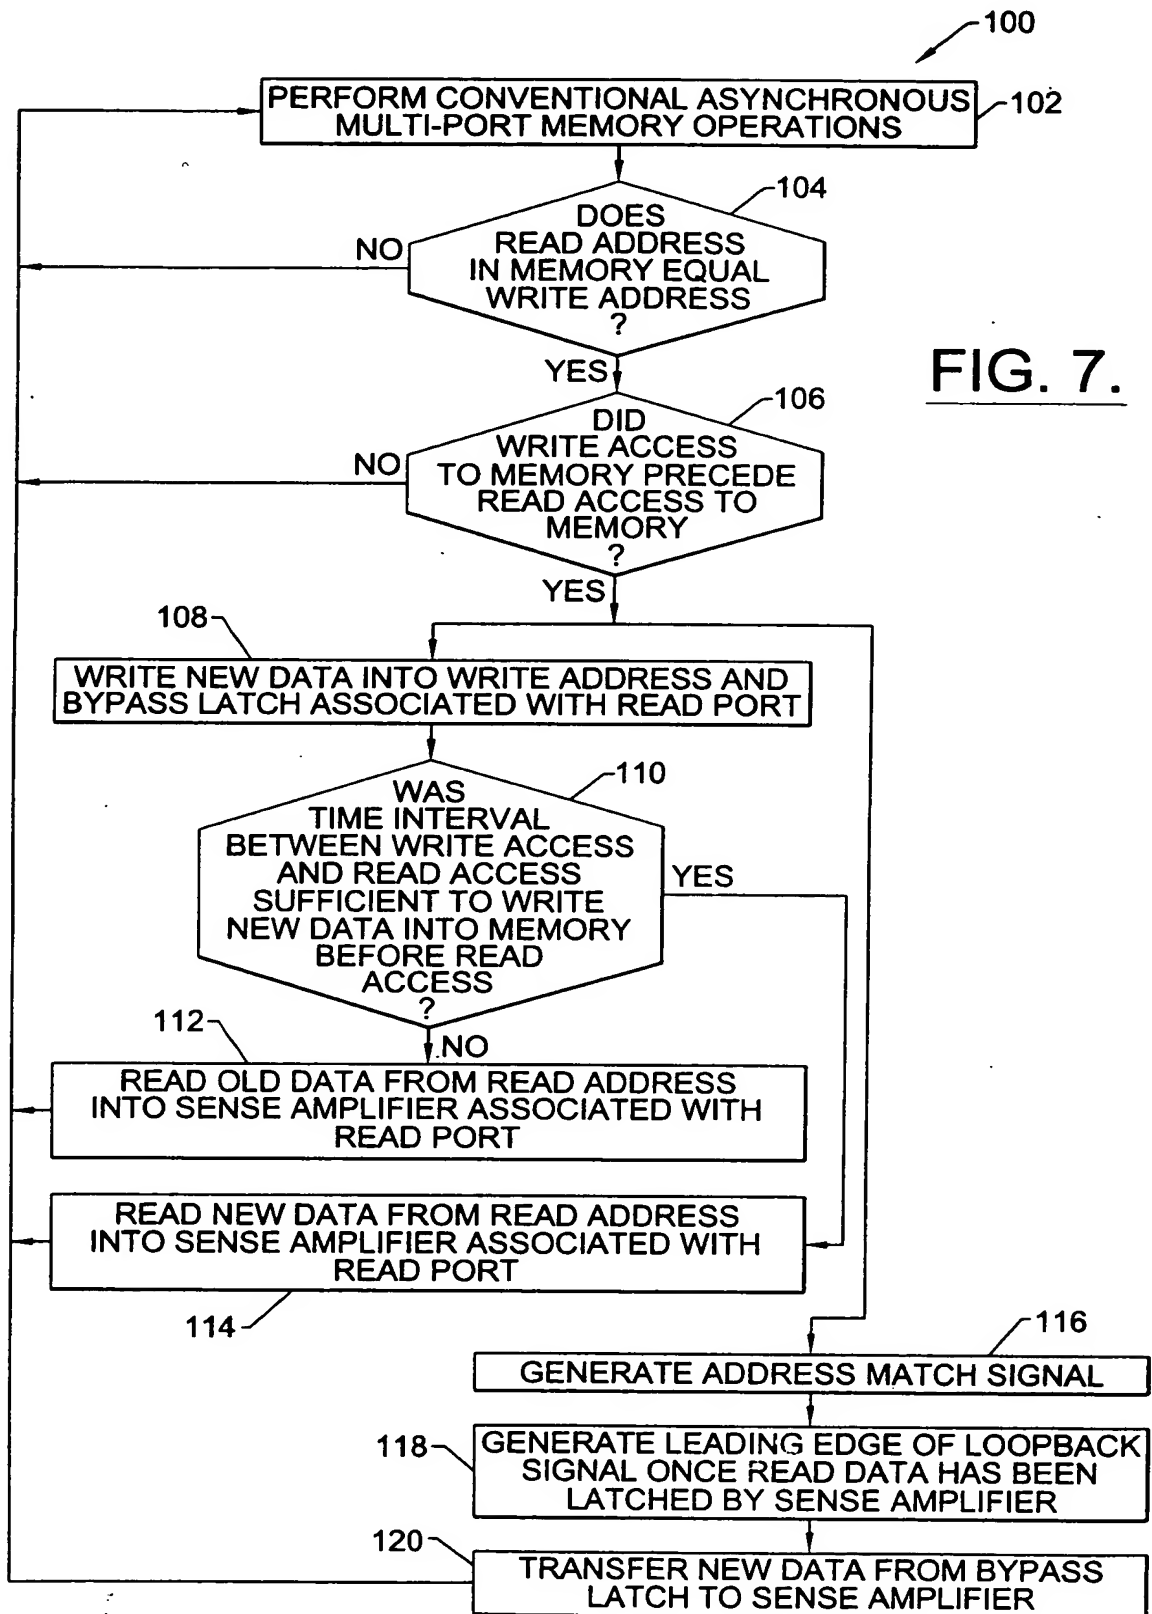 100
PERFORM CONVENTIONAL ASYNCHRONOUS
MULTI-PORT MEMORY OPERATIONS
102
104
DOES
READ ADDRESS
IN MEMORY EQUAL
WRITE ADDRESS
?
NO
YES
FIG. 7.
106
DID
WRITE ACCESS
TO MEMORY PRECEDE
READ ACCESS TO
MEMORY
?
NO
YES
108
WRITE NEW DATA INTO WRITE ADDRESS AND
BYPASS LATCH ASSOCIATED WITH READ PORT
110
WAS
TIME INTERVAL
BETWEEN WRITE ACCESS
AND READ ACCESS
SUFFICIENT TO WRITE
NEW DATA INTO MEMORY
BEFORE READ
ACCESS
?
YES
NO
112
READ OLD DATA FROM READ ADDRESS
INTO SENSE AMPLIFIER ASSOCIATED WITH
READ PORT
READ NEW DATA FROM READ ADDRESS
INTO SENSE AMPLIFIER ASSOCIATED WITH
READ PORT
114
116
GENERATE ADDRESS MATCH SIGNAL
118
GENERATE LEADING EDGE OF LOOPBACK
SIGNAL ONCE READ DATA HAS BEEN
LATCHED BY SENSE AMPLIFIER
120
TRANSFER NEW DATA FROM BYPASS
LATCH TO SENSE AMPLIFIER